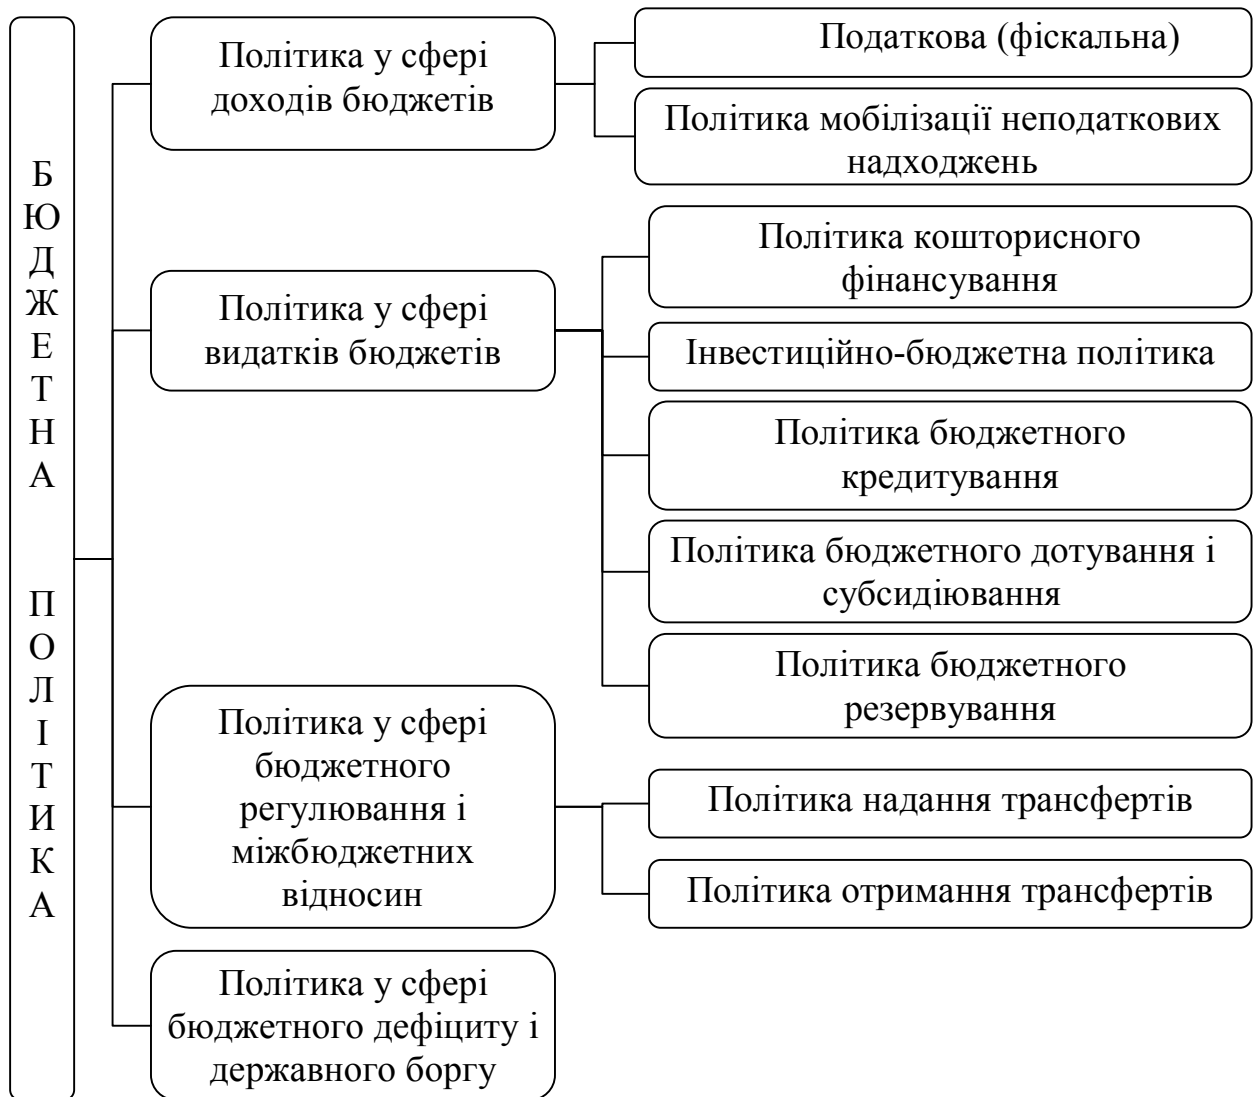 БЮДЖЕТНА ПОЛІТИКА
Політика у сфері
доходів бюджетів
Податкова (фіскальна)
Політика мобілізації неподаткових
надходжень
Політика у сфері
видатків бюджетів
Політика кошторисного
фінансування
Інвестиційно-бюджетна політика
Політика бюджетного
кредитування
Політика бюджетного дотування і
субсидіювання
Політика бюджетного
резервування
Політика у сфері
бюджетного
регулювання і
міжбюджетних
відносин
Політика надання трансфертів
Політика отримання трансфертів
Політика у сфері
бюджетного дефіциту і
державного боргу